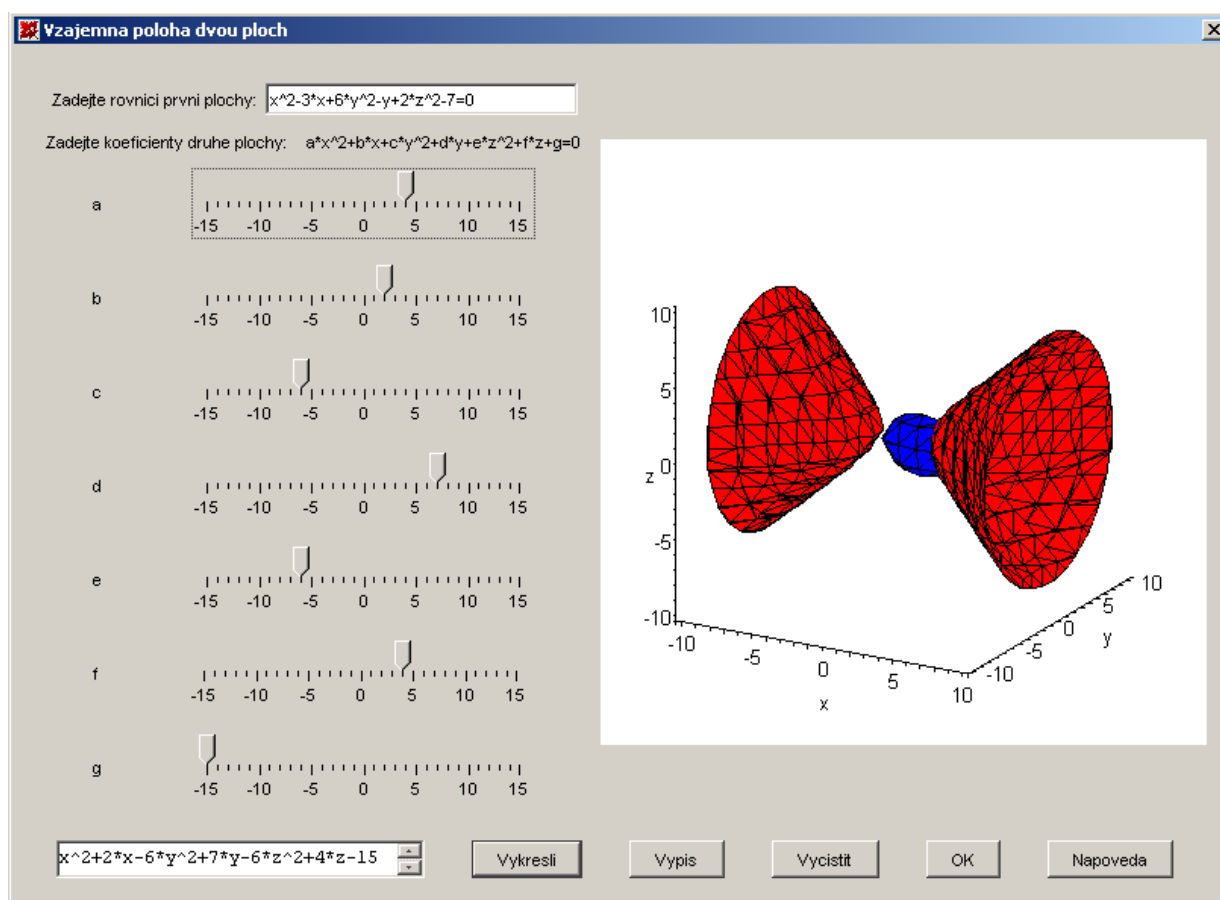 Vzajemna poloha dvou ploch
Zadejte rovnici prvni plochy: x^2-3*x+6*y^2-y+2*z^2-7=0
Zadejte koeficienty druhe plochy: a*x^2+b*x+c*y^2+d*y+e*z^2+f*z+g=0
a
-15 -10 -5 0 5 10 15
b
-15 -10 -5 0 5 10 15
c
-15 -10 -5 0 5 10 15
d
-15 -10 -5 0 5 10 15
e
-15 -10 -5 0 5 10 15
f
-15 -10 -5 0 5 10 15
g
-15 -10 -5 0 5 10 15
10
5
z 0
-5
-10
-10 -5 0 5 10
x
-10 -5 0 5 10
y
x^2+2*x-6*y^2+7*y-6*z^2+4*z-15
Vykresli Vypis Vycistit OK Napoveda